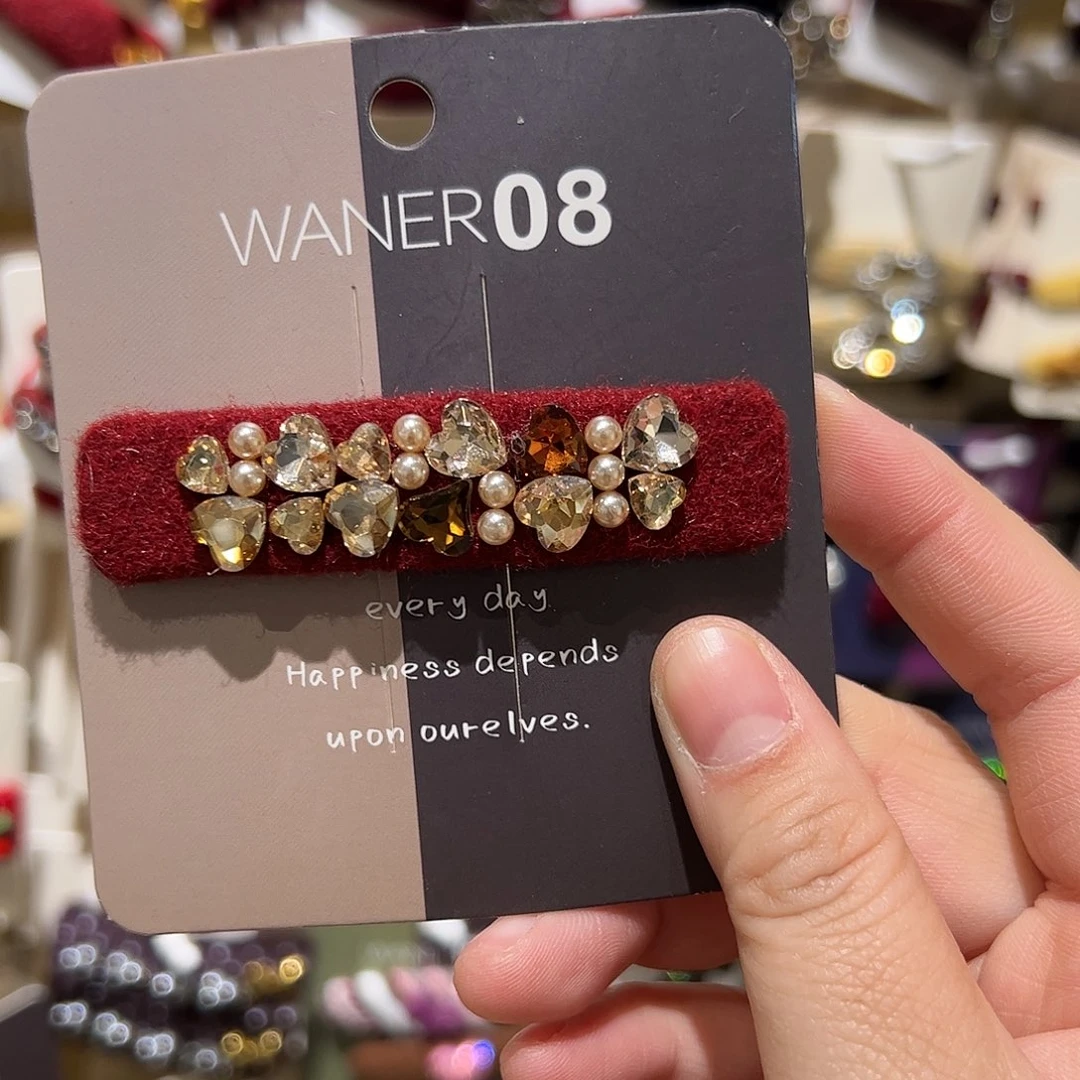 WANER08
every day
Happiness depends
upon ourelves.